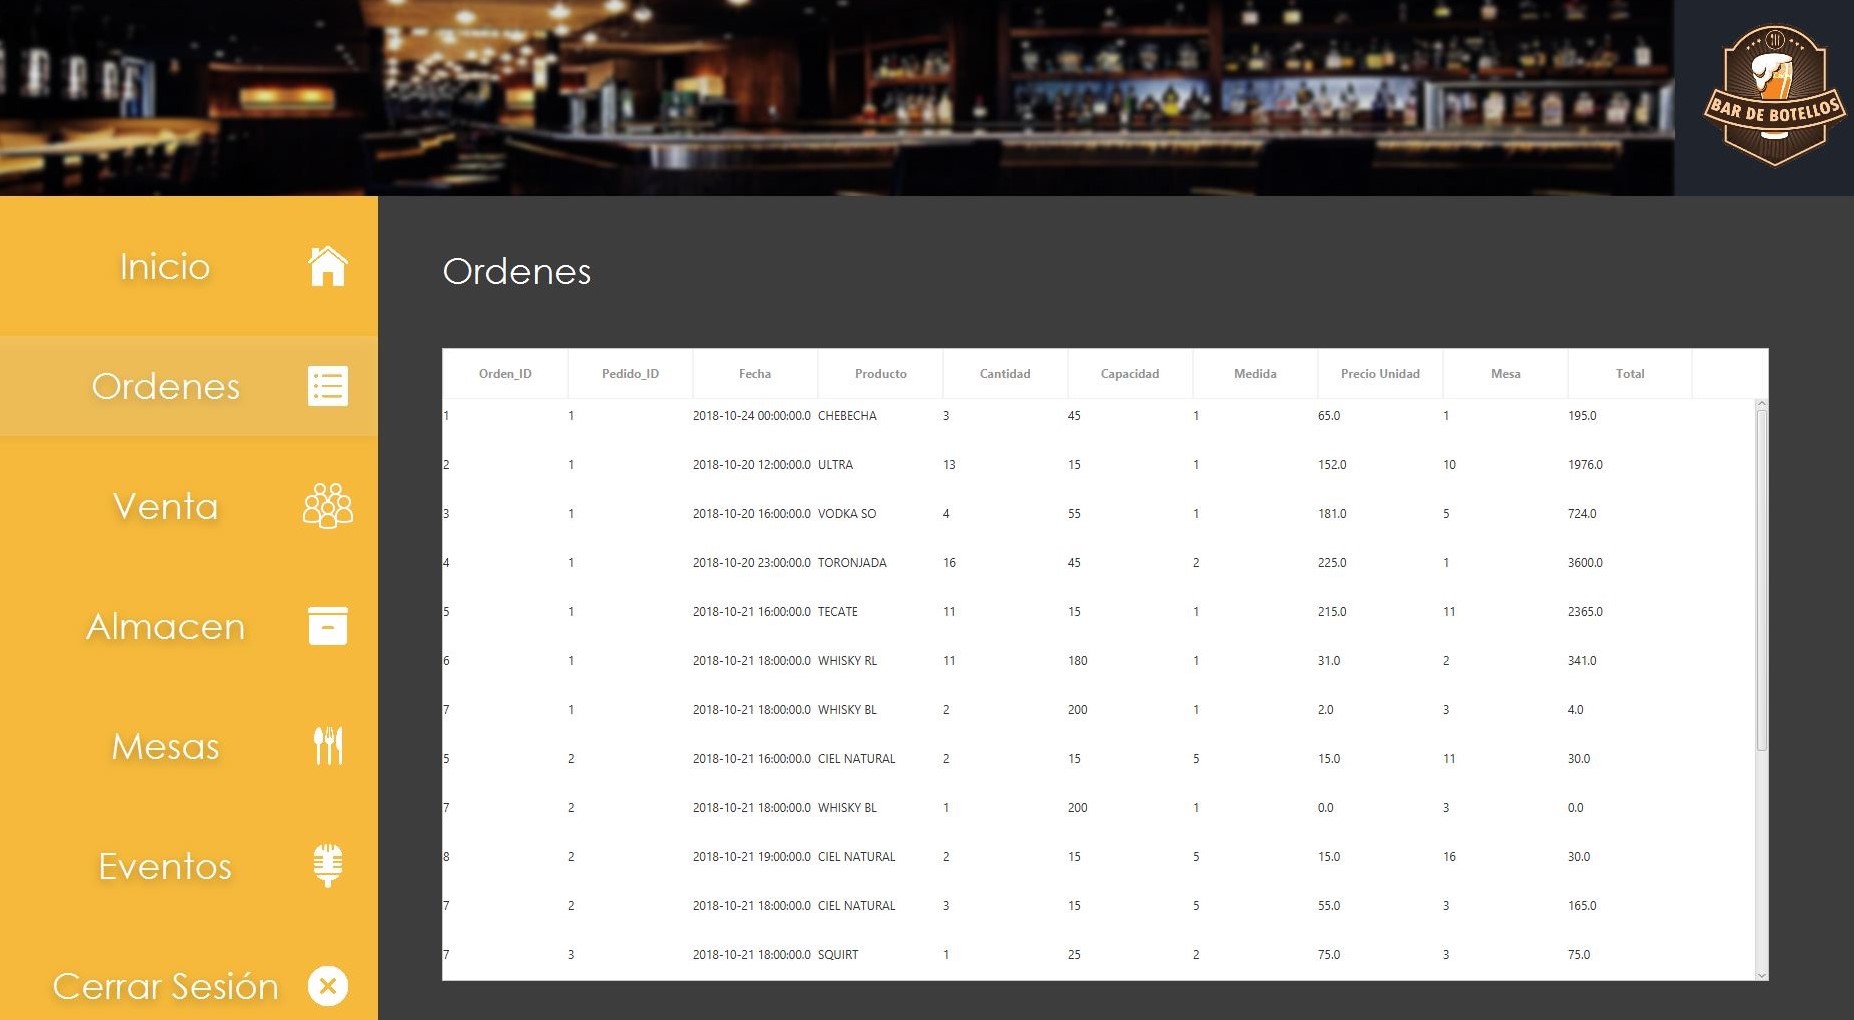 BAR DE BOTELLOS
Inicio
Ordenes
Venta
Almacen
Mesas
Eventos
Cerrar Sesión
Ordenes
Orden_ID Pedido_ID Fecha Producto Cantidad Capacidad Medida Precio Unidad Mesa Total
1 1 2018-10-24 00:00:00.0 CHEBECHA 3 45 1 65.0 1 195.0
2 1 2018-10-20 12:00:00.0 ULTRA 13 15 1 152.0 10 1976.0
3 1 2018-10-20 16:00:00.0 VODKA SO 4 55 1 181.0 5 724.0
4 1 2018-10-20 23:00:00.0 TORONJADA 16 45 2 225.0 1 3600.0
5 1 2018-10-21 16:00:00.0 TECATE 11 15 1 215.0 11 2365.0
6 1 2018-10-21 18:00:00.0 WHISKY RL 11 180 1 31.0 2 341.0
7 1 2018-10-21 18:00:00.0 WHISKY BL 2 200 1 2.0 3 4.0
5 2 2018-10-21 16:00:00.0 CIEL NATURAL 2 15 5 15.0 11 30.0
7 2 2018-10-21 18:00:00.0 WHISKY BL 1 200 1 0.0 3 0.0
8 2 2018-10-21 19:00:00.0 CIEL NATURAL 2 15 5 15.0 16 30.0
7 2 2018-10-21 18:00:00.0 CIEL NATURAL 3 15 5 55.0 3 165.0
7 3 2018-10-21 18:00:00.0 SQUIRT 1 25 2 75.0 3 75.0